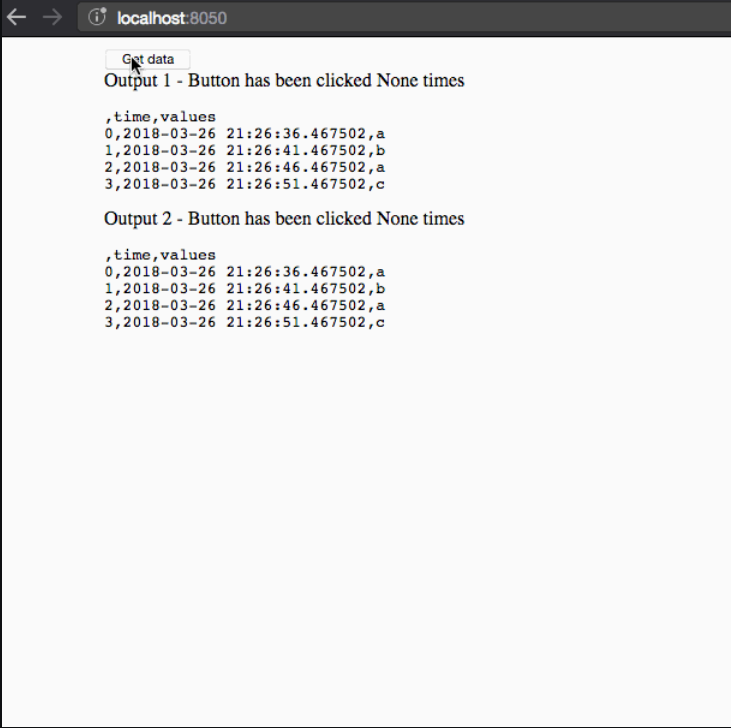 localhost:8050
Get data
Output 1 - Button has been clicked None times
,time,values
0,2018-03-26 21:26:36.467502,a
1,2018-03-26 21:26:41.467502,b
2,2018-03-26 21:26:46.467502,a
3,2018-03-26 21:26:51.467502,c
Output 2 - Button has been clicked None times
,time,values
0,2018-03-26 21:26:36.467502,a
1,2018-03-26 21:26:41.467502,b
2,2018-03-26 21:26:46.467502,a
3,2018-03-26 21:26:51.467502,c